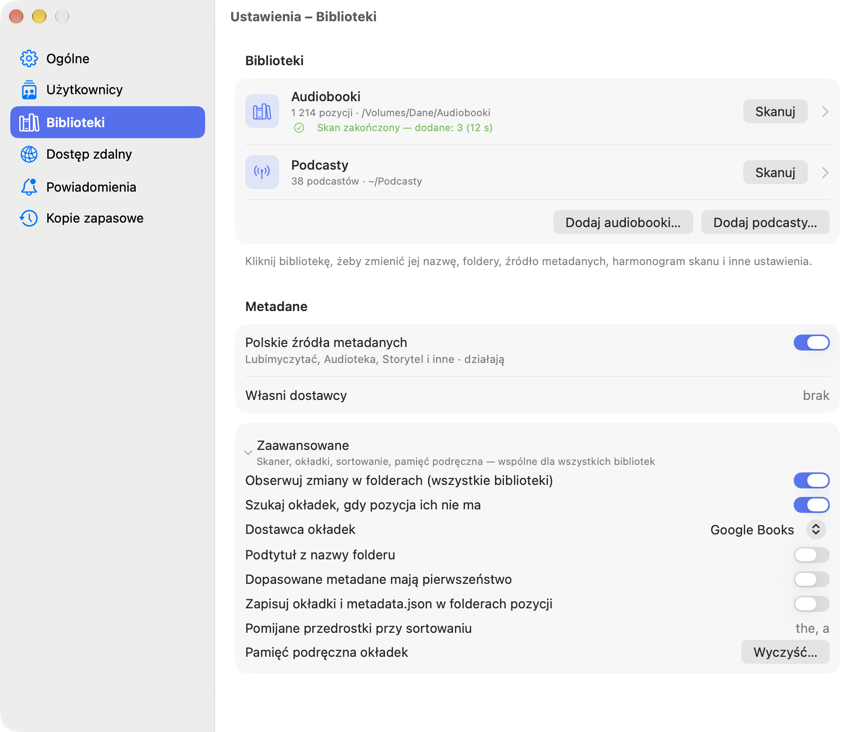 Ustawienia – Biblioteki
Ogólne
Użytkownicy
Biblioteki
Dostęp zdalny
Powiadomienia
Kopie zapasowe
Biblioteki
Audiobooki
1 214 pozycji · /Volumes/Dane/Audiobooki
Skan zakończony — dodane: 3 (12 s)
Skanuj
Podcasty
38 podcastów · ~/Podcasty
Skanuj
Dodaj audiobooki... Dodaj podcasty...
Kliknij bibliotekę, żeby zmienić jej nazwę, foldery, źródło metadanych, harmonogram skanu i inne ustawienia.
Metadane
Polskie źródła metadanych
Lubimyczytać, Audioteka, Storytel i inne · działają
Własni dostawcy brak
Zaawansowane
Skaner, okładki, sortowanie, pamięć podręczna — wspólne dla wszystkich bibliotek
Obserwuj zmiany w folderach (wszystkie biblioteki)
Szukaj okładek, gdy pozycja ich nie ma
Dostawca okładek Google Books
Podtytuł z nazwy folderu
Dopasowane metadane mają pierwszeństwo
Zapisuj okładki i metadata.json w folderach pozycji
Pomijane przedrostki przy sortowaniu the, a
Pamięć podręczna okładek Wyczyść...